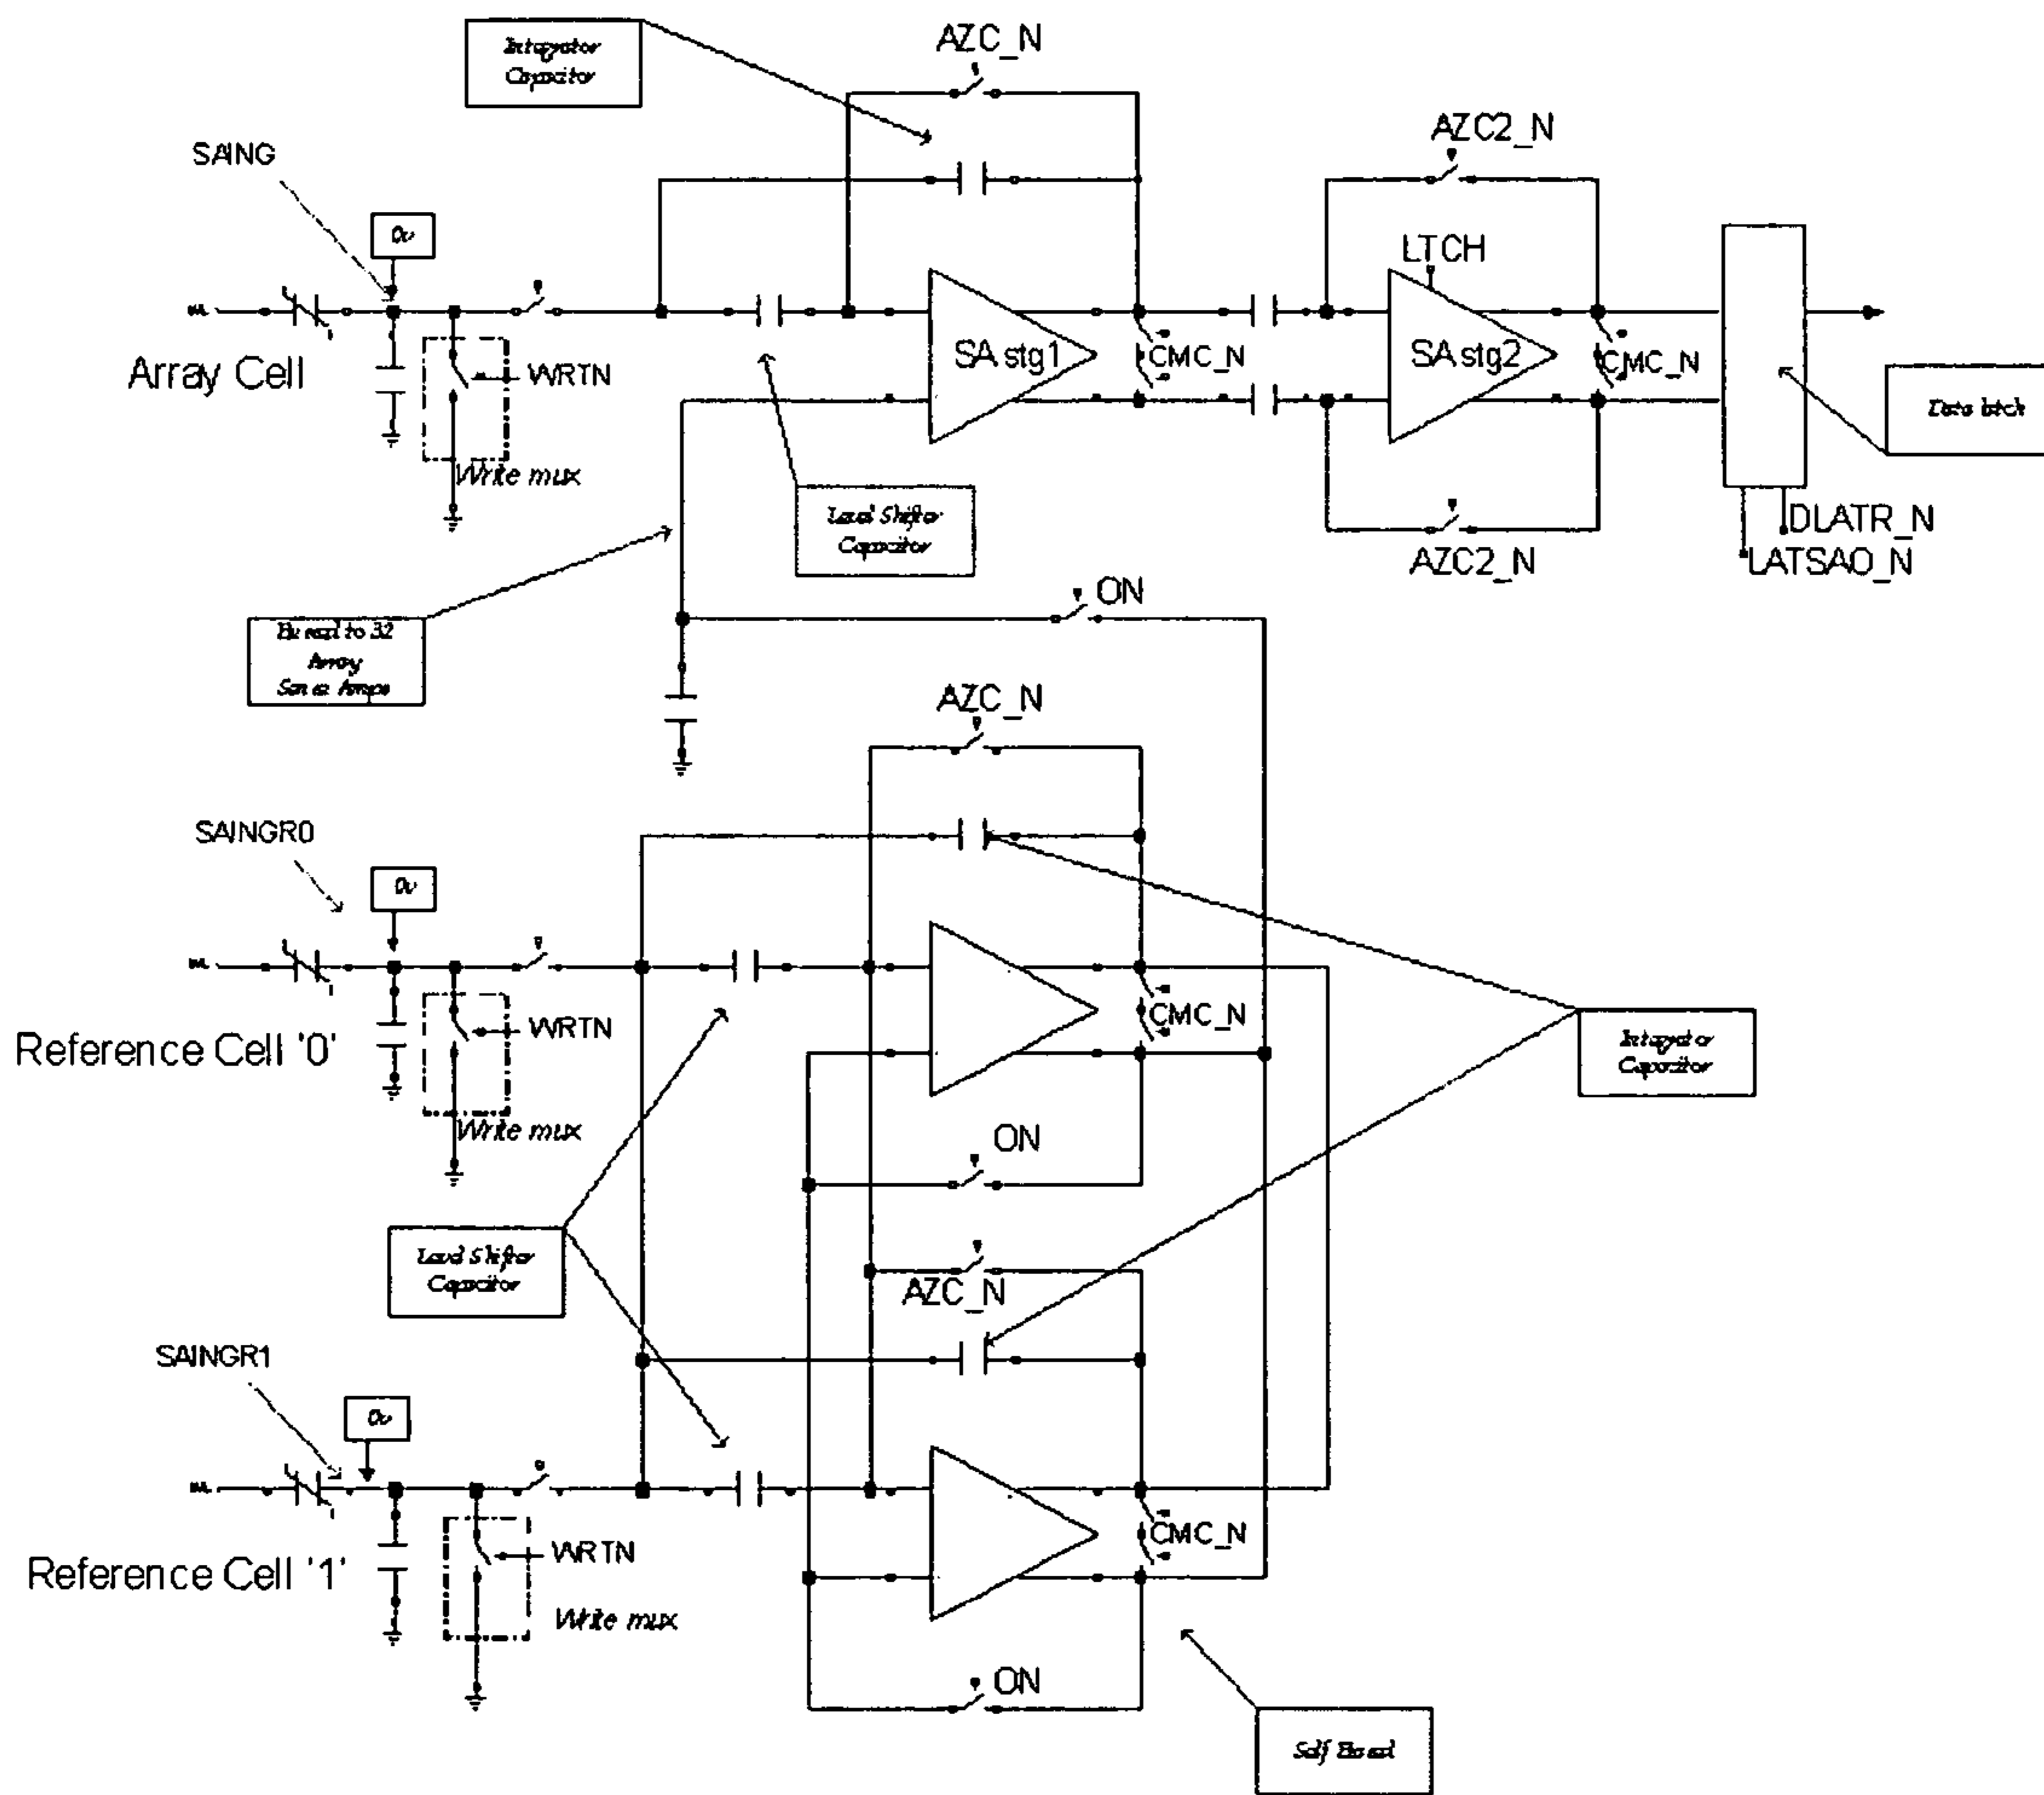 Integrator
Capacitor
AZC_N
AZC2_N
SAING
0v
LTCH
SA stg1
CMC_N
SA stg2
CMC_N
WRTN
Array Cell
Data latch
Write mux
Level Shifter
Capacitor
DLATR_N
LATSAO_N
AZC2_N
ON
to 32
Array
Sense Amps
AZC_N
SAINGR0
0v
WRTN
CMC_N
Reference Cell '0'
Integrator
Capacitor
Write mux
ON
Level Shifter
Capacitor
AZC_N
SAINGR1
0v
CMC_N
WRTN
Reference Cell '1'
Write mux
ON
Self Biased